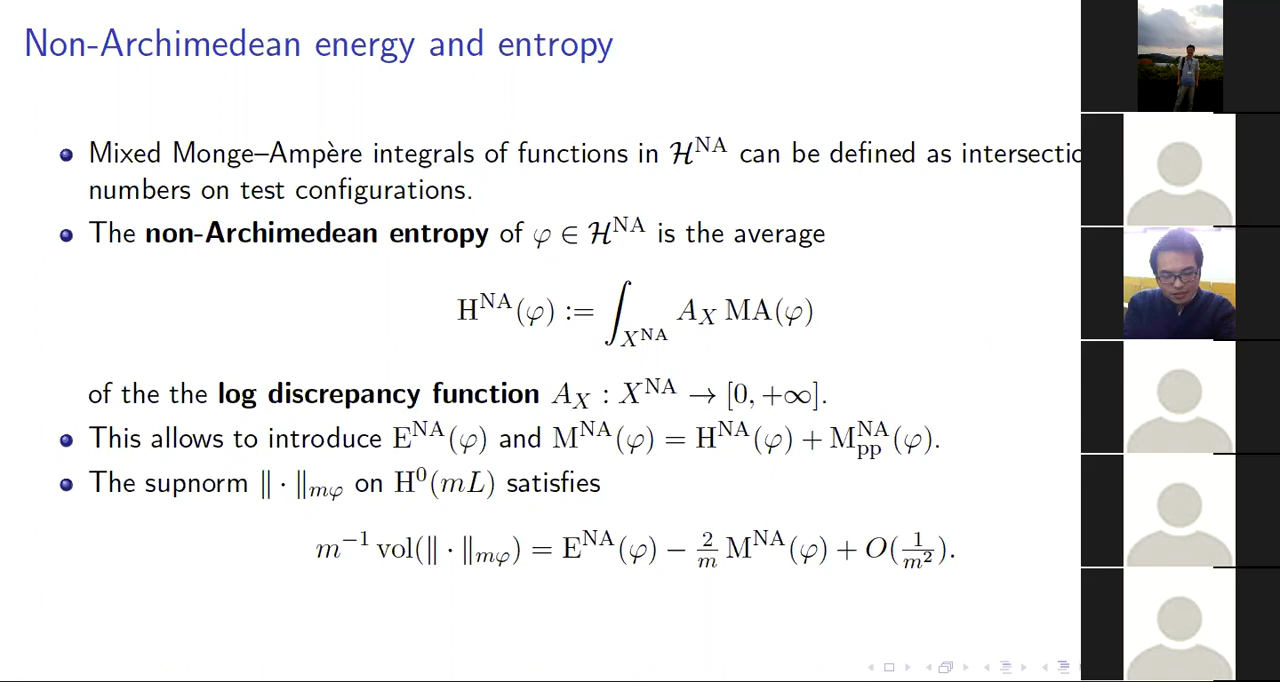 Non-Archimedean energy and entropy
Mixed Monge–Ampère integrals of functions in ℋ^NA can be defined as intersectio
numbers on test configurations.
The non-Archimedean entropy of φ ∈ ℋ^NA is the average
H^NA(φ) := ∫_{X^NA} A_X MA(φ)
of the the log discrepancy function A_X : X^NA → [0, +∞].
This allows to introduce E^NA(φ) and M^NA(φ) = H^NA(φ) + M_pp^NA(φ).
The supnorm ‖ · ‖_{mφ} on H^0(mL) satisfies
m^{-1} vol(‖ · ‖_{mφ}) = E^NA(φ) − 2/m M^NA(φ) + O(1/m^2).